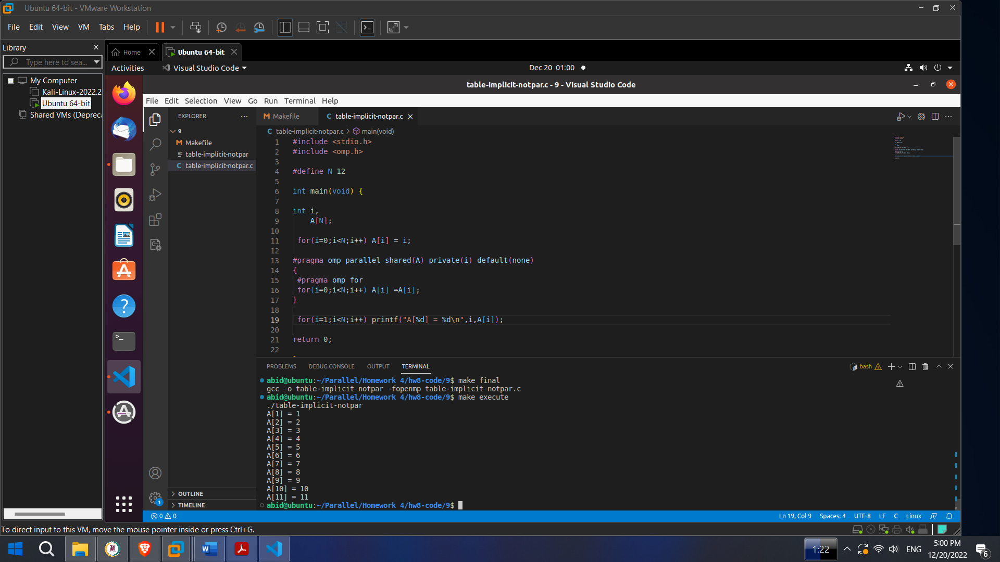 Ubuntu 64-bit - VMware Workstation
File Edit View VM Tabs Help
Library
Type here to sea...
My Computer
Kali-Linux-2022.2
Ubuntu 64-bit
Shared VMs (Depreca
Home
Ubuntu 64-bit
Activities
Visual Studio Code
Dec 20 01:00
table-implicit-notpar.c - 9 - Visual Studio Code
File Edit Selection View Go Run Terminal Help
EXPLORER
9
Makefile
table-implicit-notpar
table-implicit-notpar.c
OUTLINE
TIMELINE
1
Makefile
table-implicit-notpar.c
table-implicit-notpar.c > main(void)
1 #include <stdio.h>
2 #include <omp.h>
3
4 #define N 12
5
6 int main(void) {
7
8 int i,
9 A[N];
10
11 for(i=0;i<N;i++) A[i] = i;
12
13 #pragma omp parallel shared(A) private(i) default(none)
14 {
15 #pragma omp for
16 for(i=0;i<N;i++) A[i] =A[i];
17 }
18
19 for(i=1;i<N;i++) printf("A[%d] = %d\n",i,A[i]);
20
21 return 0;
22
PROBLEMS DEBUG CONSOLE OUTPUT TERMINAL
bash
abid@ubuntu:~/Parallel/Homework 4/hw8-code/9$ make final
gcc -o table-implicit-notpar -fopenmp table-implicit-notpar.c
abid@ubuntu:~/Parallel/Homework 4/hw8-code/9$ make execute
./table-implicit-notpar
A[1] = 1
A[2] = 2
A[3] = 3
A[4] = 4
A[5] = 5
A[6] = 6
A[7] = 7
A[8] = 8
A[9] = 9
A[10] = 10
A[11] = 11
abid@ubuntu:~/Parallel/Homework 4/hw8-code/9$
0 0
Ln 19, Col 9 Spaces: 4 UTF-8 LF C Linux
To direct input to this VM, move the mouse pointer inside or press Ctrl+G.
1:22
ENG
5:00 PM
12/20/2022
6